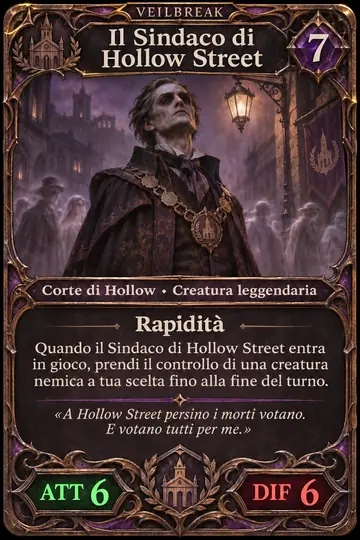 VEILBREAK
Il Sindaco di
Hollow Street
7
Corte di Hollow • Creatura leggendaria
Rapidità
Quando il Sindaco di Hollow Street entra
in gioco, prendi il controllo di una creatura
nemica a tua scelta fino alla fine del turno.
«A Hollow Street persino i morti votano.
E votano tutti per me.»
ATT 6
DIF 6